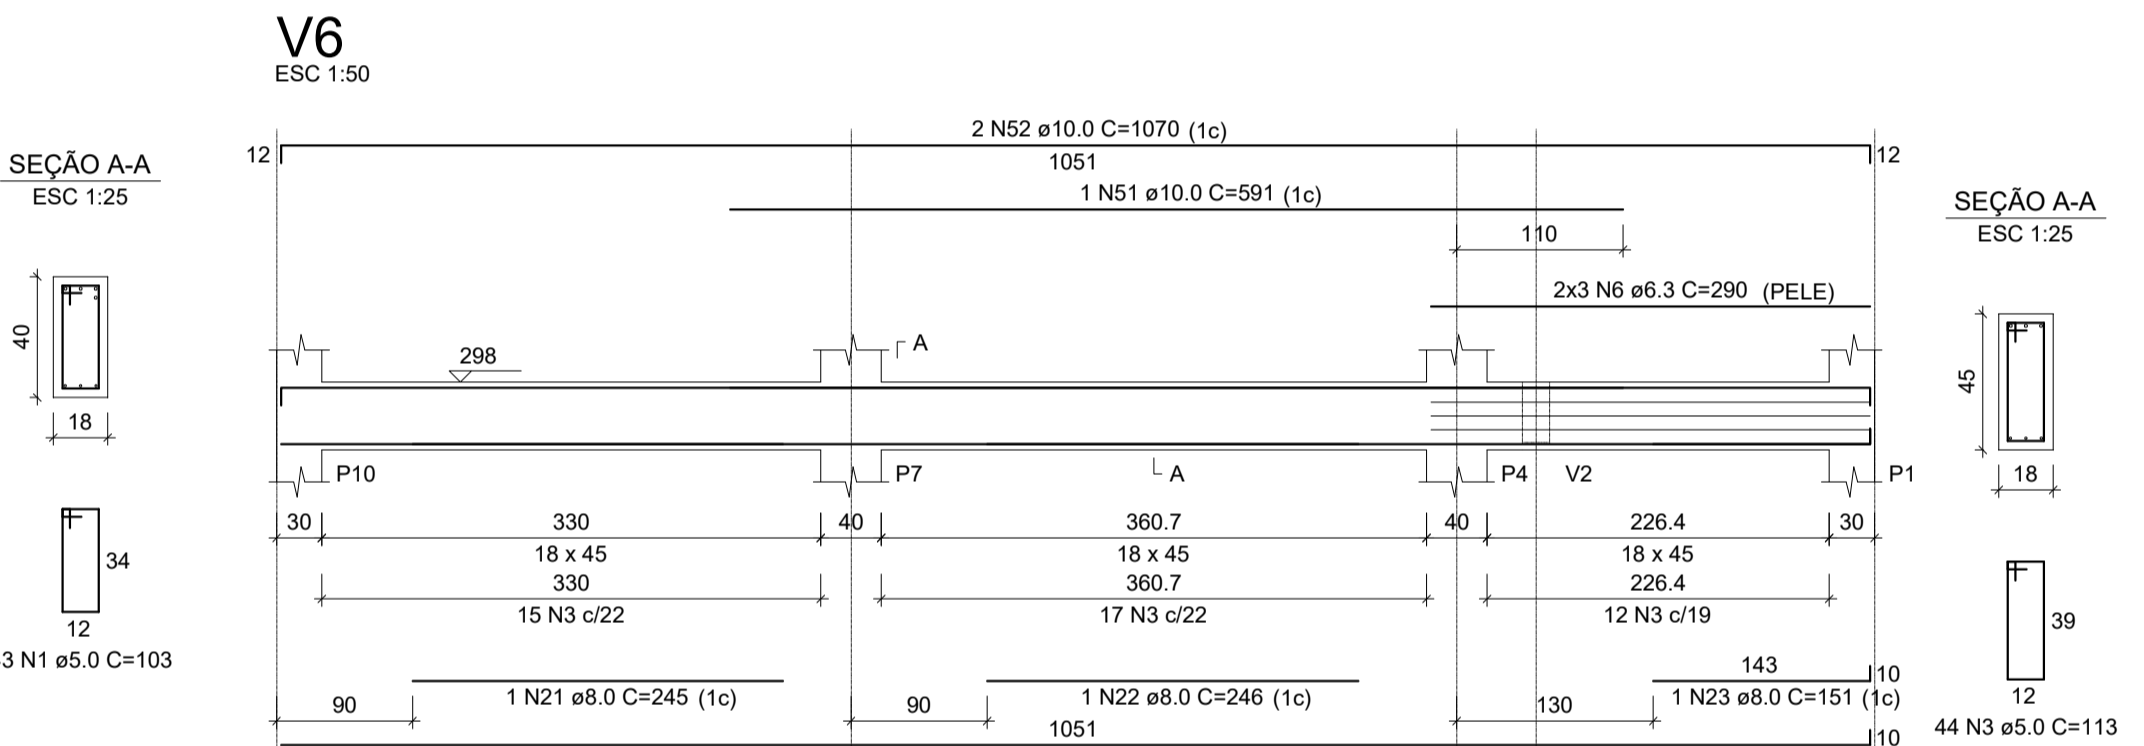 V6
ESC 1:50
2 N52 ø10.0 C=1070 (1c)
12
1051
12
SEÇÃO A-A
ESC 1:25
1 N51 ø10.0 C=591 (1c)
110
SEÇÃO A-A
ESC 1:25
2x3 N6 ø6.3 C=290 (PELE)
40
18
298
A
45
18
P10
P7
A
P4
V2
P1
30
330
40
360.7
40
226.4
30
18 x 45
18 x 45
18 x 45
330
360.7
226.4
15 N3 c/22
17 N3 c/22
12 N3 c/19
34
12
3 N1 ø5.0 C=103
39
12
44 N3 ø5.0 C=113
143
10
90
1 N21 ø8.0 C=245 (1c)
90
1 N22 ø8.0 C=246 (1c)
130
1 N23 ø8.0 C=151 (1c)
1051
10